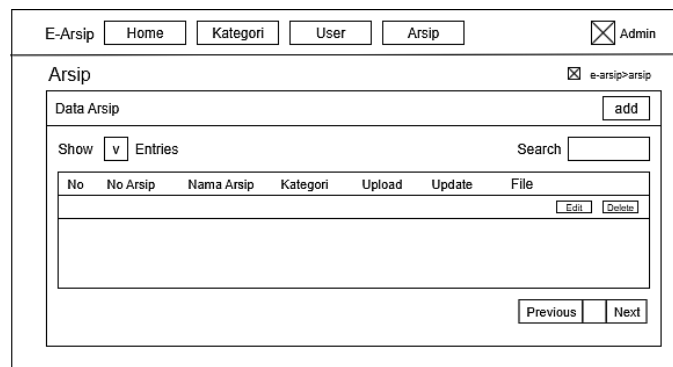 E-Arsip Home Kategori User Arsip Admin
Arsip e-arsip>arsip
Data Arsip add
Show v Entries Search
No No Arsip Nama Arsip Kategori Upload Update File
Edit Delete
Previous Next